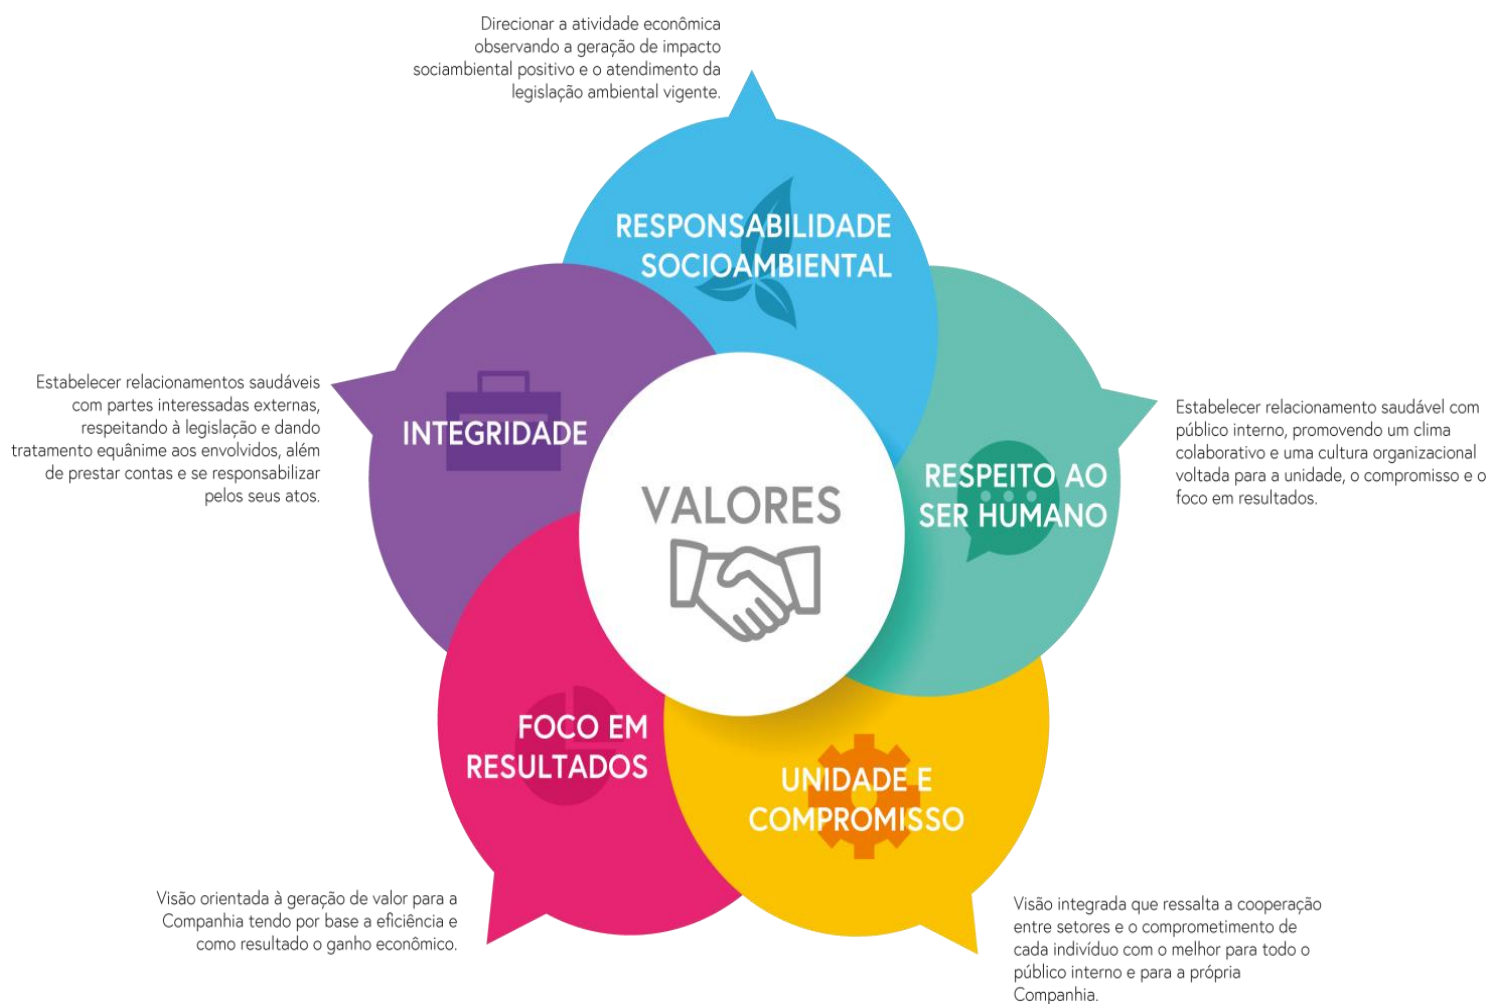 Direcionar a atividade econômica
observando a geração de impacto
sociambiental positivo e o atendimento da
legislação ambiental vigente.
RESPONSABILIDADE
SOCIOAMBIENTAL
Estabelecer relacionamentos saudáveis
com partes interessadas externas,
respeitando à legislação e dando
tratamento equânime aos envolvidos, além
de prestar contas e se responsabilizar
pelos seus atos.
INTEGRIDADE
VALORES
RESPEITO AO
SER HUMANO
Estabelecer relacionamento saudável com
público interno, promovendo um clima
colaborativo e uma cultura organizacional
voltada para a unidade, o compromisso e o
foco em resultados.
FOCO EM
RESULTADOS
UNIDADE E
COMPROMISSO
Visão orientada à geração de valor para a
Companhia tendo por base a eficiência e
como resultado o ganho econômico.
Visão integrada que ressalta a cooperação
entre setores e o comprometimento de
cada indivíduo com o melhor para todo o
público interno e para a própria
Companhia.